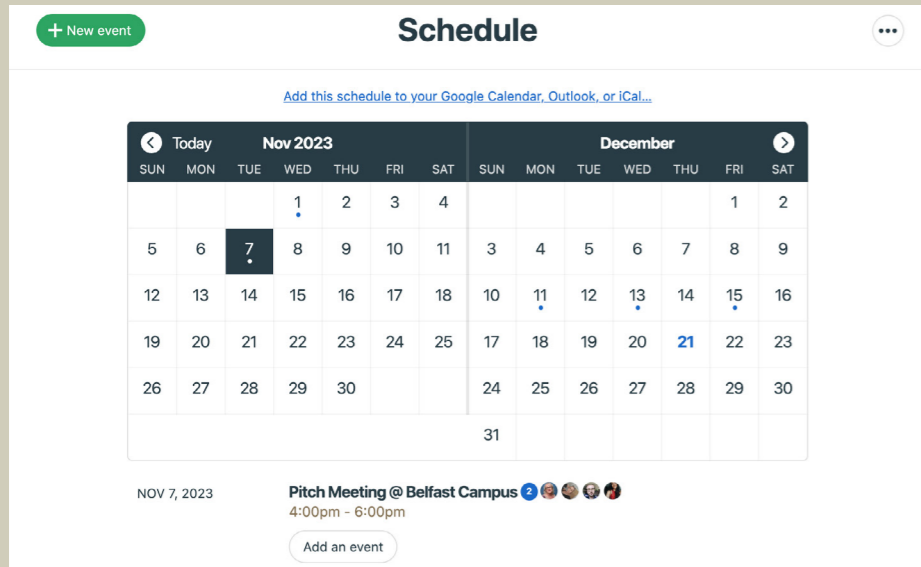 + New event
Schedule
Add this schedule to your Google Calendar, Outlook, or iCal...
Today Nov 2023 December
SUN MON TUE WED THU FRI SAT SUN MON TUE WED THU FRI SAT
1 2 3 4 1 2
5 6 7 8 9 10 11 3 4 5 6 7 8 9
12 13 14 15 16 17 18 10 11 12 13 14 15 16
19 20 21 22 23 24 25 17 18 19 20 21 22 23
26 27 28 29 30 24 25 26 27 28 29 30
31
NOV 7, 2023 Pitch Meeting @ Belfast Campus 2
4:00pm - 6:00pm
Add an event